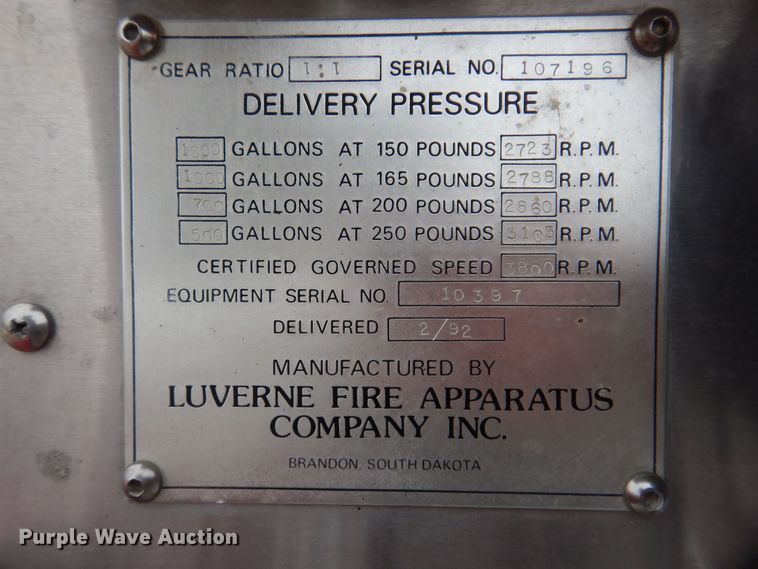 GEAR RATIO 1:1 SERIAL NO. 107196
DELIVERY PRESSURE
1000 GALLONS AT 150 POUNDS 2723 R.P.M.
1000 GALLONS AT 165 POUNDS 2788 R.P.M.
700 GALLONS AT 200 POUNDS 2860 R.P.M.
500 GALLONS AT 250 POUNDS 3103 R.P.M.
CERTIFIED GOVERNED SPEED 3800 R.P.M.
EQUIPMENT SERIAL NO. 10397
DELIVERED 2/92
MANUFACTURED BY
LUVERNE FIRE APPARATUS
COMPANY INC.
BRANDON, SOUTH DAKOTA
Purple Wave Auction